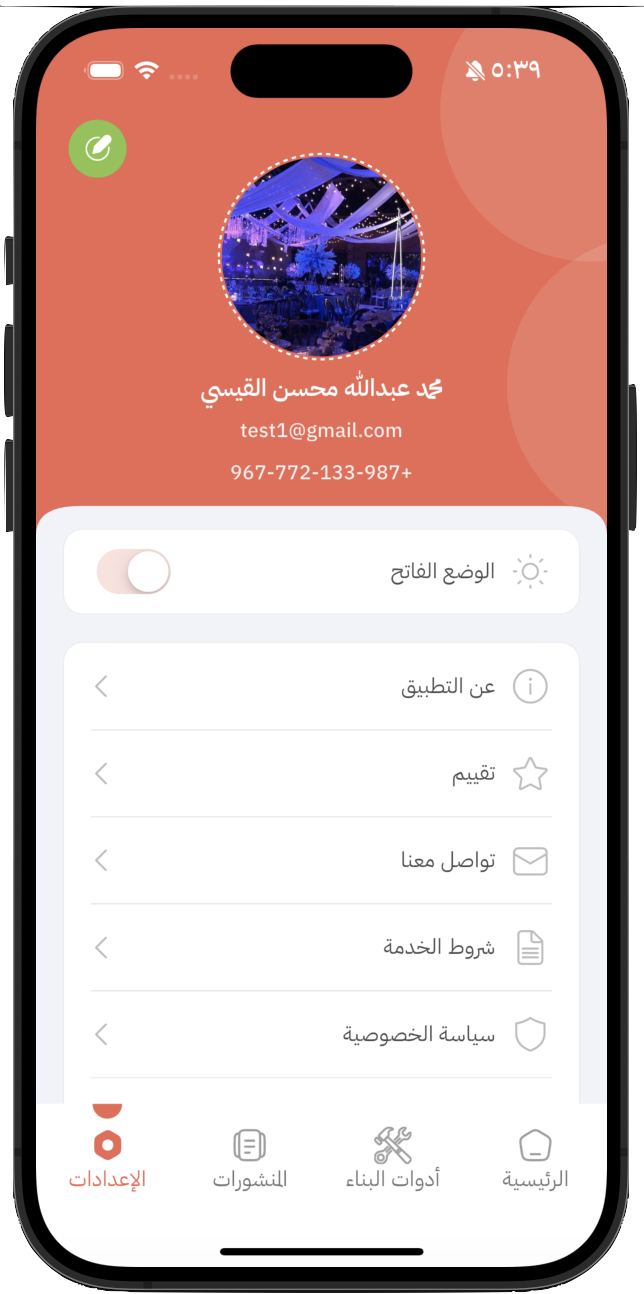 ٥:٣٩
محمد عبدالله محسن القيسي
test1@gmail.com
967-772-133-987+
الوضع الفاتح
عن التطبيق
تقييم
تواصل معنا
شروط الخدمة
سياسة الخصوصية
الرئيسية
أدوات البناء
المنشورات
الإعدادات